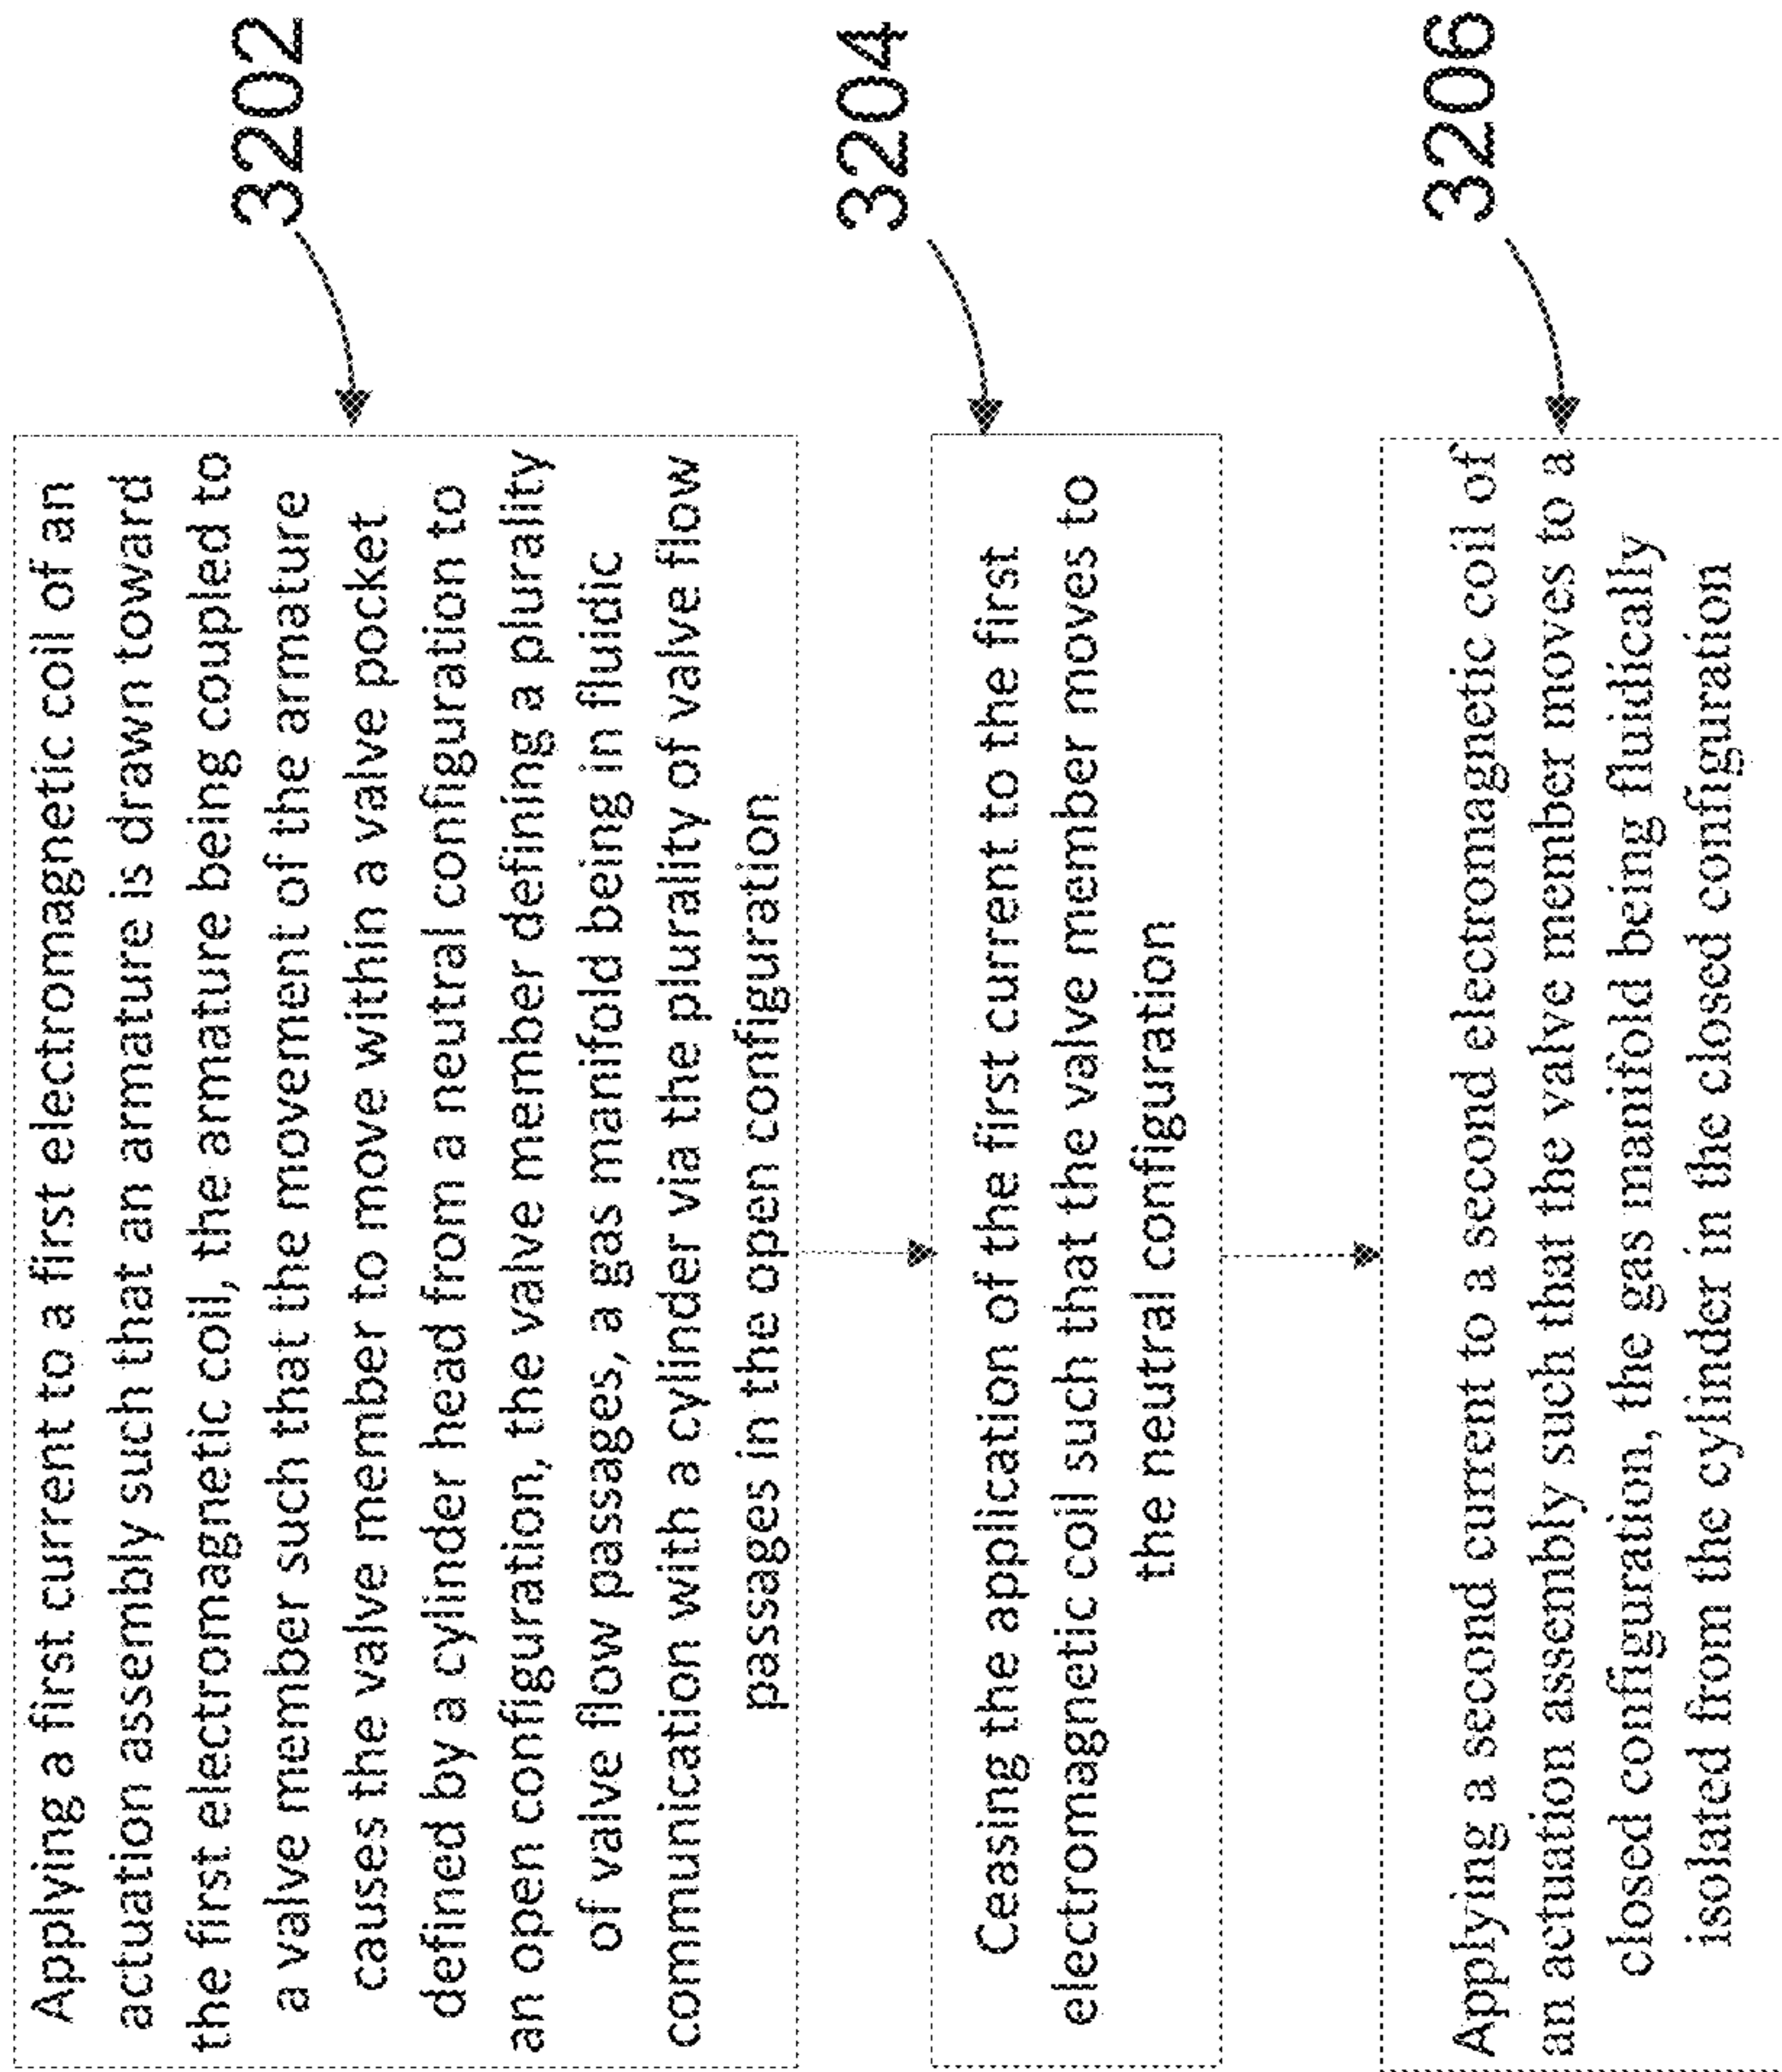 Applying a first current to a first electromagnetic coil of an
actuation assembly such that an armature is drawn toward
the first electromagnetic coil, the armature being coupled to
a valve member such that the movement of the armature
causes the valve member to move within a valve pocket
defined by a cylinder head from a neutral configuration to
an open configuration, the valve member defining a plurality
of valve flow passages, a gas manifold being in fluidic
communication with a cylinder via the plurality of valve flow
passages in the open configuration
3202
Ceasing the application of the first current to the first
electromagnetic coil such that the valve member moves to
the neutral configuration
3204
Applying a second current to a second electromagnetic coil of
an actuation assembly such that the valve member moves to a
closed configuration, the gas manifold being fluidically
isolated from the cylinder in the closed configuration
3206